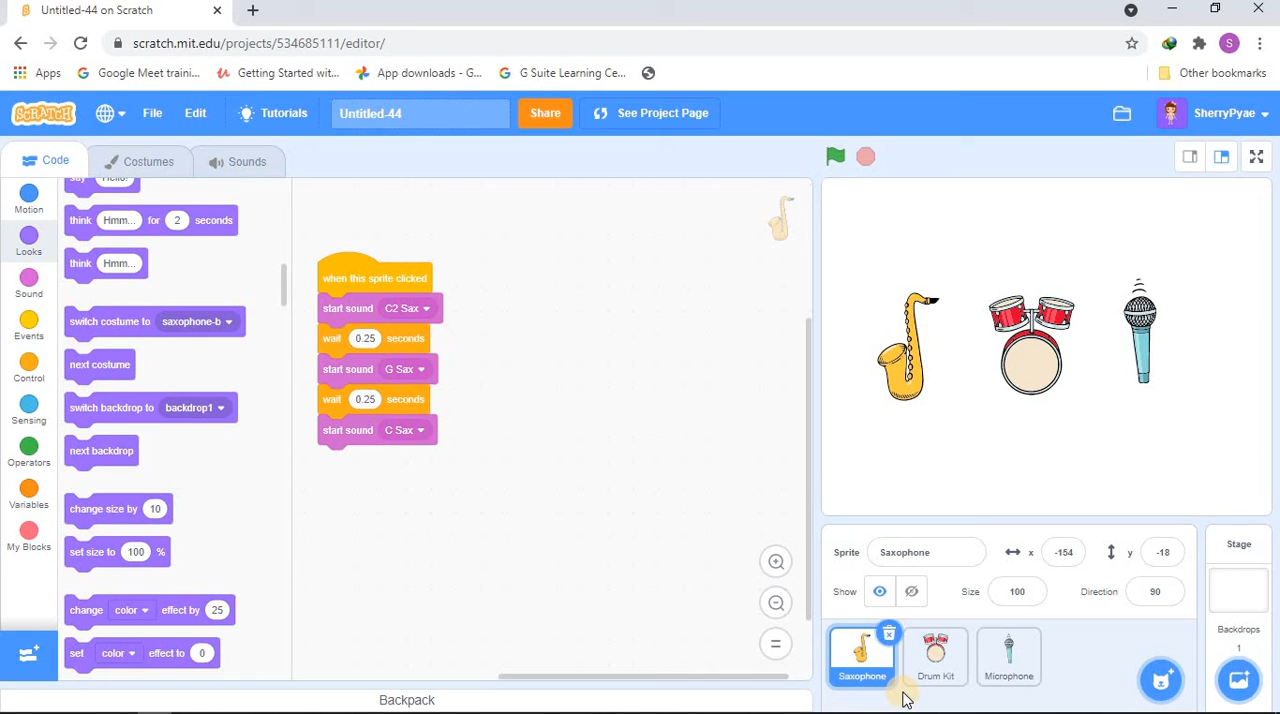 Untitled-44 on Scratch
scratch.mit.edu/projects/534685111/editor/
S
Apps
Google Meet traini...
Getting Started wit...
App downloads - G...
G Suite Learning Ce...
Other bookmarks
SCRATCH
File
Edit
Tutorials
Untitled-44
Share
See Project Page
SherryPyae
Code
Costumes
Sounds
Motion
Looks
Sound
Events
Control
Sensing
Operators
Variables
My Blocks
say Hello!
think Hmm... for 2 seconds
think Hmm...
switch costume to saxophone-b
next costume
switch backdrop to backdrop1
next backdrop
change size by 10
set size to 100 %
change color effect by 25
set color effect to 0
when this sprite clicked
start sound C2 Sax
wait 0.25 seconds
start sound G Sax
wait 0.25 seconds
start sound C Sax
Sprite Saxophone x -154 y -18
Show Size 100 Direction 90
Saxophone
Drum Kit
Microphone
Stage
Backdrops
1
Backpack